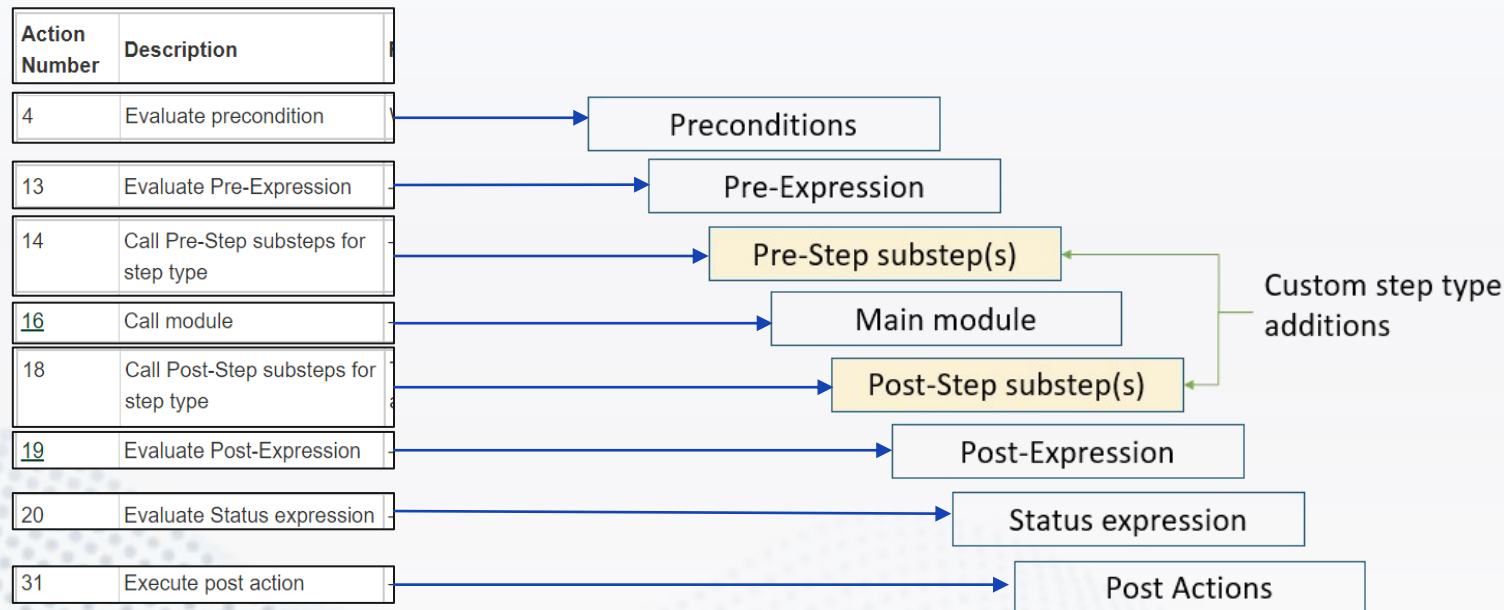 Action
Number
Description
4
Evaluate precondition
Preconditions
13
Evaluate Pre-Expression
Pre-Expression
14
Call Pre-Step substeps for
step type
Pre-Step substep(s)
Custom step type
additions
16
Call module
Main module
18
Call Post-Step substeps for
step type
Post-Step substep(s)
19
Evaluate Post-Expression
Post-Expression
20
Evaluate Status expression
Status expression
31
Execute post action
Post Actions